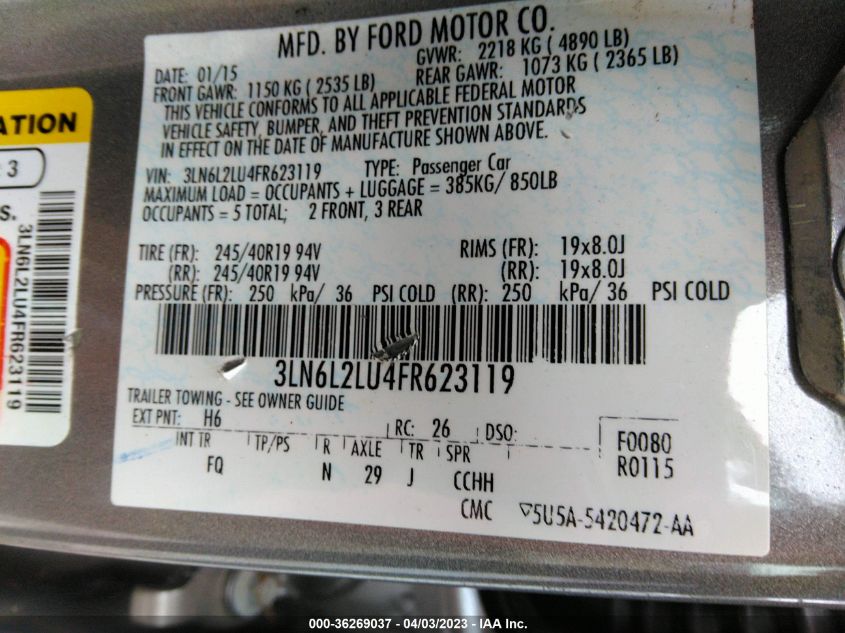 MFD. BY FORD MOTOR CO.
DATE: 01/15 GVWR: 2218 KG ( 4890 LB)
FRONT GAWR: 1150 KG ( 2535 LB) REAR GAWR: 1073 KG ( 2365 LB)
THIS VEHICLE CONFORMS TO ALL APPLICABLE FEDERAL MOTOR
VEHICLE SAFETY, BUMPER, AND THEFT PREVENTION STANDARDS
IN EFFECT ON THE DATE OF MANUFACTURE SHOWN ABOVE.
VIN: 3LN6L2LU4FR623119 TYPE: Passenger Car
MAXIMUM LOAD = OCCUPANTS + LUGGAGE = 385KG/ 850LB
OCCUPANTS = 5 TOTAL; 2 FRONT, 3 REAR
TIRE (FR): 245/40R19 94V RIMS (FR): 19x8.0J
(RR): 245/40R19 94V (RR): 19x8.0J
PRESSURE (FR): 250 kPa/ 36 PSI COLD (RR): 250 kPa/ 36 PSI COLD
3LN6L2LU4FR623119
TRAILER TOWING - SEE OWNER GUIDE
EXT PNT: H6 RC: 26 DSO: F0080
INT TR TP/PS R AXLE TR SPR R0115
FQ N 29 J CCHH
CMC 5U5A-5420472-AA
ATION
: 3
S.
3LN6L2LU4FR623119
000-36269037 - 04/03/2023 - IAA Inc.